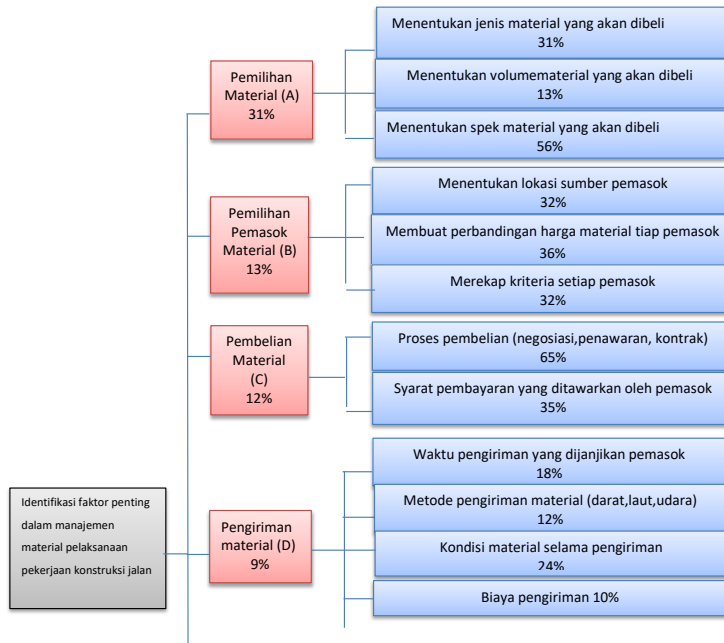 Menentukan jenis material yang akan dibeli
31%
Pemilihan
Material (A)
31%
Menentukan volumematerial yang akan dibeli
13%
Menentukan spek material yang akan dibeli
56%
Menentukan lokasi sumber pemasok
32%
Pemilihan
Pemasok
Material (B)
13%
Membuat perbandingan harga material tiap pemasok
36%
Merekap kriteria setiap pemasok
32%
Pembelian
Material
(C)
12%
Proses pembelian (negosiasi,penawaran, kontrak)
65%
Syarat pembayaran yang ditawarkan oleh pemasok
35%
Waktu pengiriman yang dijanjikan pemasok
18%
Identifikasi faktor penting
dalam manajemen
material pelaksanaan
pekerjaan konstruksi jalan
Pengiriman
material (D)
9%
Metode pengiriman material (darat,laut,udara)
12%
Kondisi material selama pengiriman
24%
Biaya pengiriman 10%